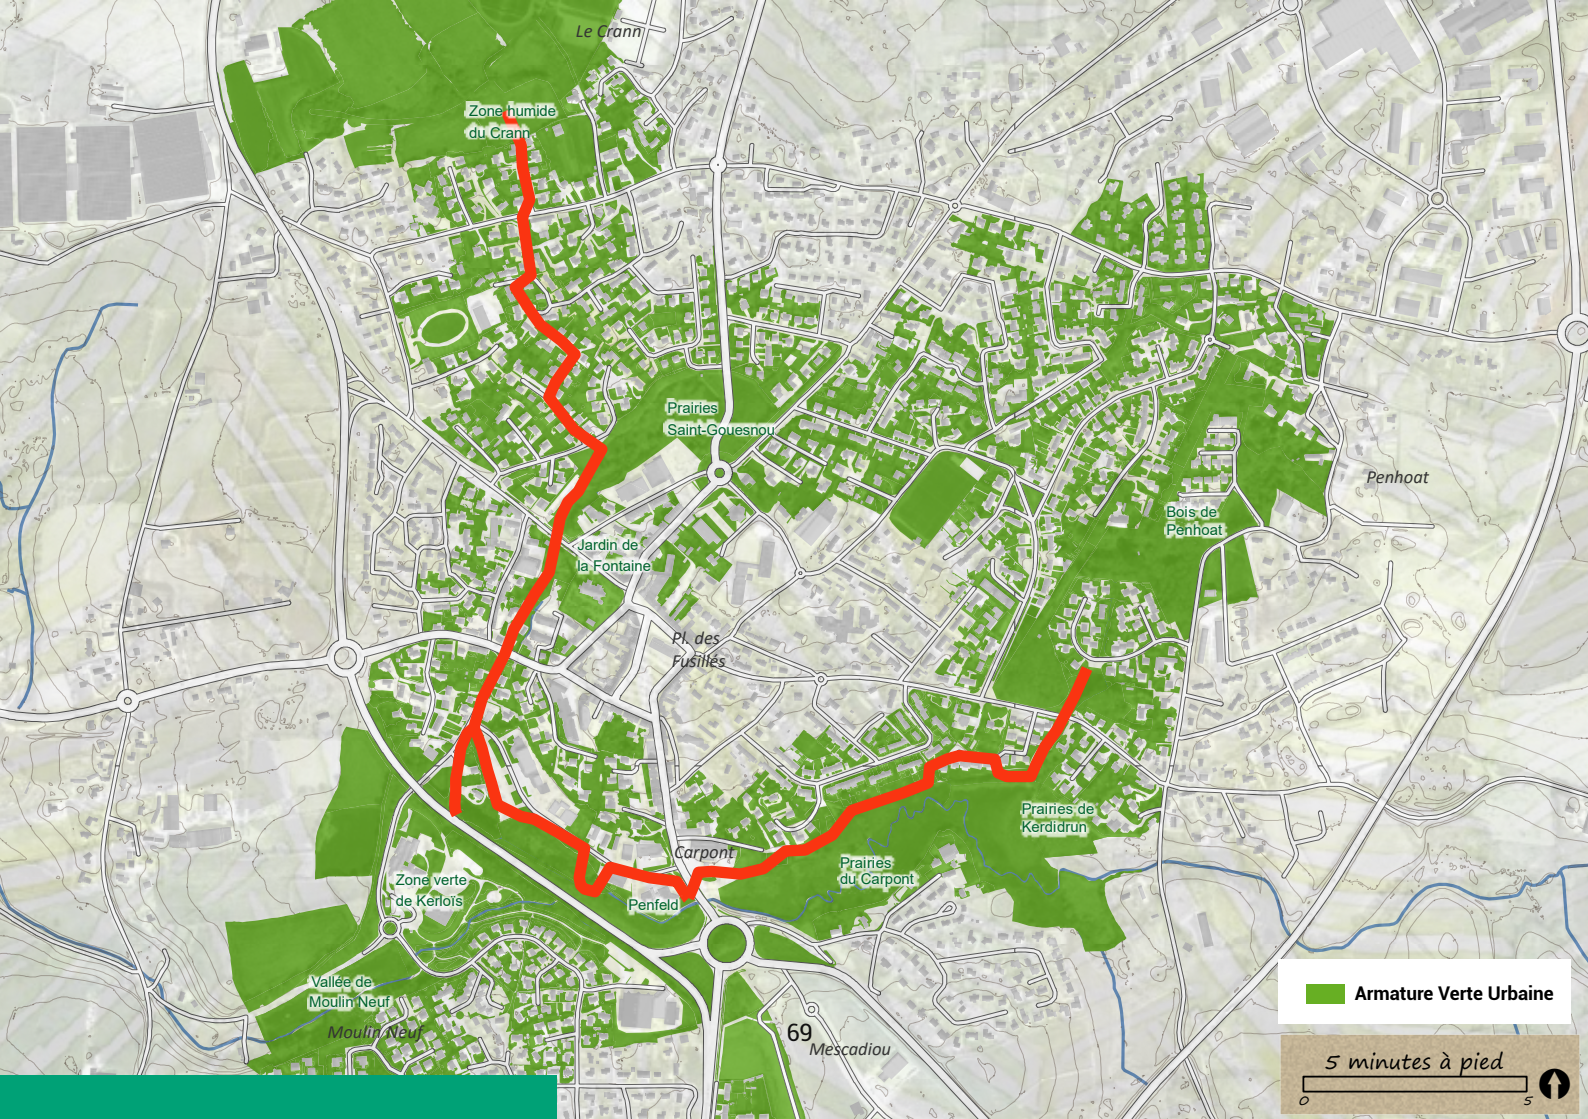 Le Crann
Zone humide
du Crann
Prairies
Saint-Gouesnou
Penhoat
Bois de
Penhoat
Jardin de
la Fontaine
Pl. des
Fusillés
Prairies de
Kerdidrun
Carpont
Prairies
du Carpont
Zone verte
de Kerloïs
Penfeld
Vallée de
Moulin Neuf
Moulin Neuf
Armature Verte Urbaine
69
Mescadiou
5 minutes à pied
0 5